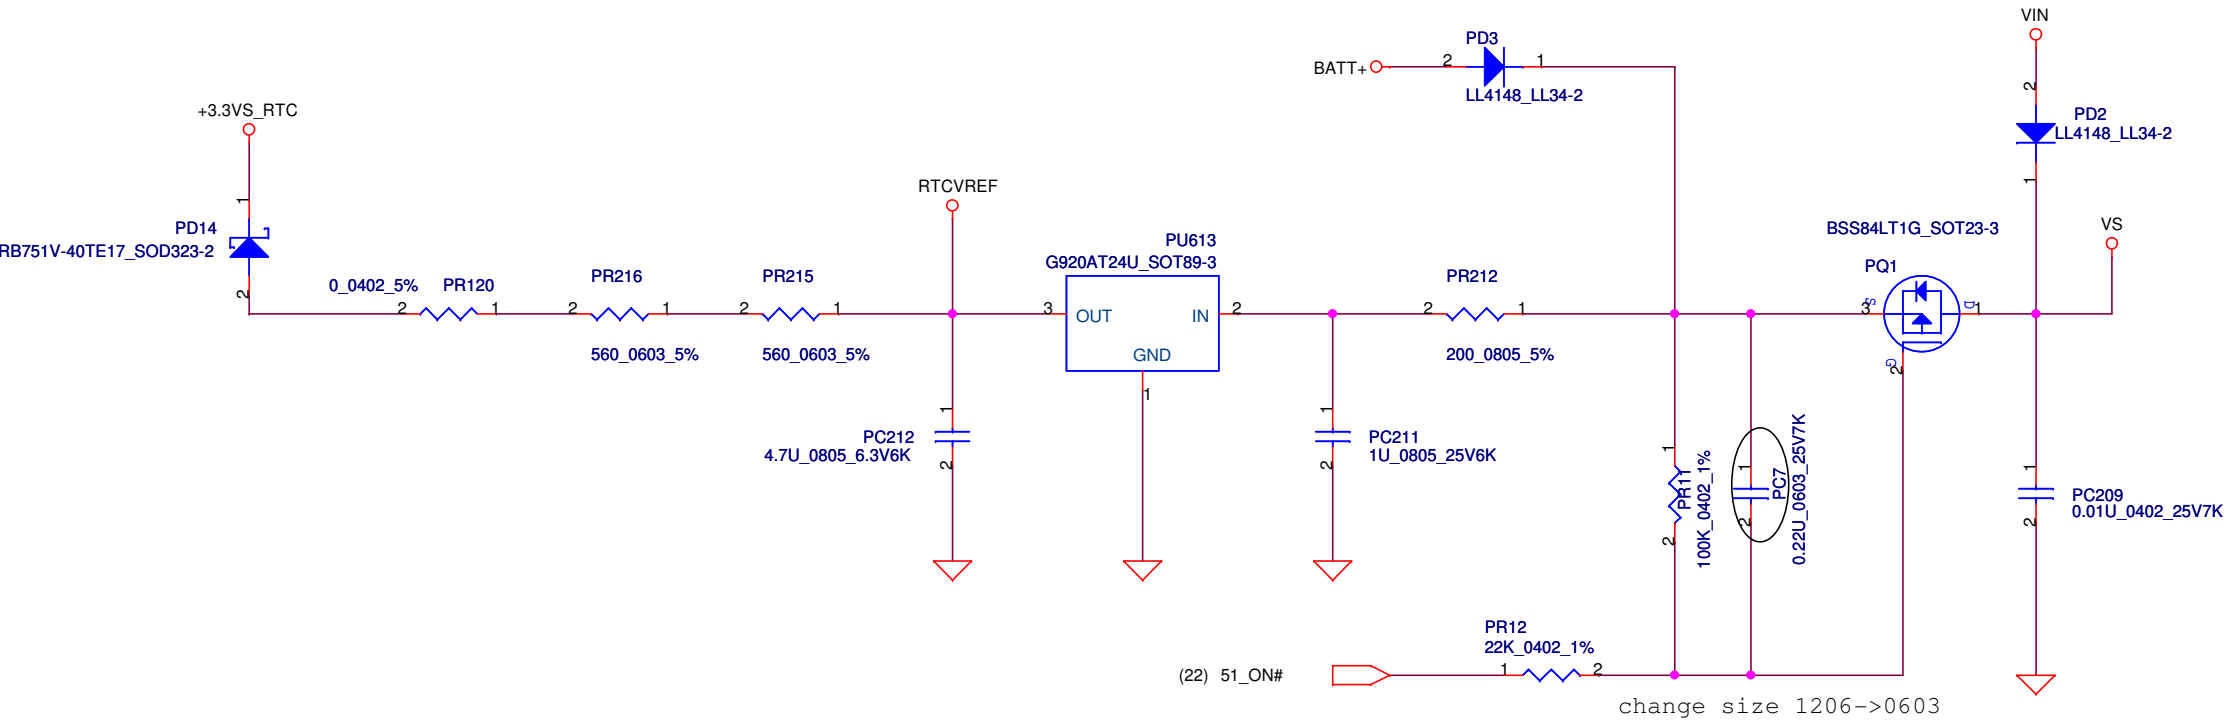 VIN
PD3
2
1
BATT+
LL4148_LL34-2
2
PD2
LL4148_LL34-2
1
+3.3VS_RTC
1
PD14
RB751V-40TE17_SOD323-2
2
RTCVREF
PU613
G920AT24U_SOT89-3
BSS84LT1G_SOT23-3
VS
PQ1
0_0402_5% PR120
PR216
PR215
PR212
2 1
2 1
2 1
3 OUT IN 2
GND
1
2 1
3 S
D 1
G
2
560_0603_5%
560_0603_5%
200_0805_5%
1
PC212
4.7U_0805_6.3V6K
2
1
PC211
1U_0805_25V6K
2
1
PR11
100K_0402_1%
2
1
PC7
0.22U_0603_25V7K
2
1
PC209
0.01U_0402_25V7K
2
PR12
22K_0402_1%
(22) 51_ON#
1 2
change size 1206->0603